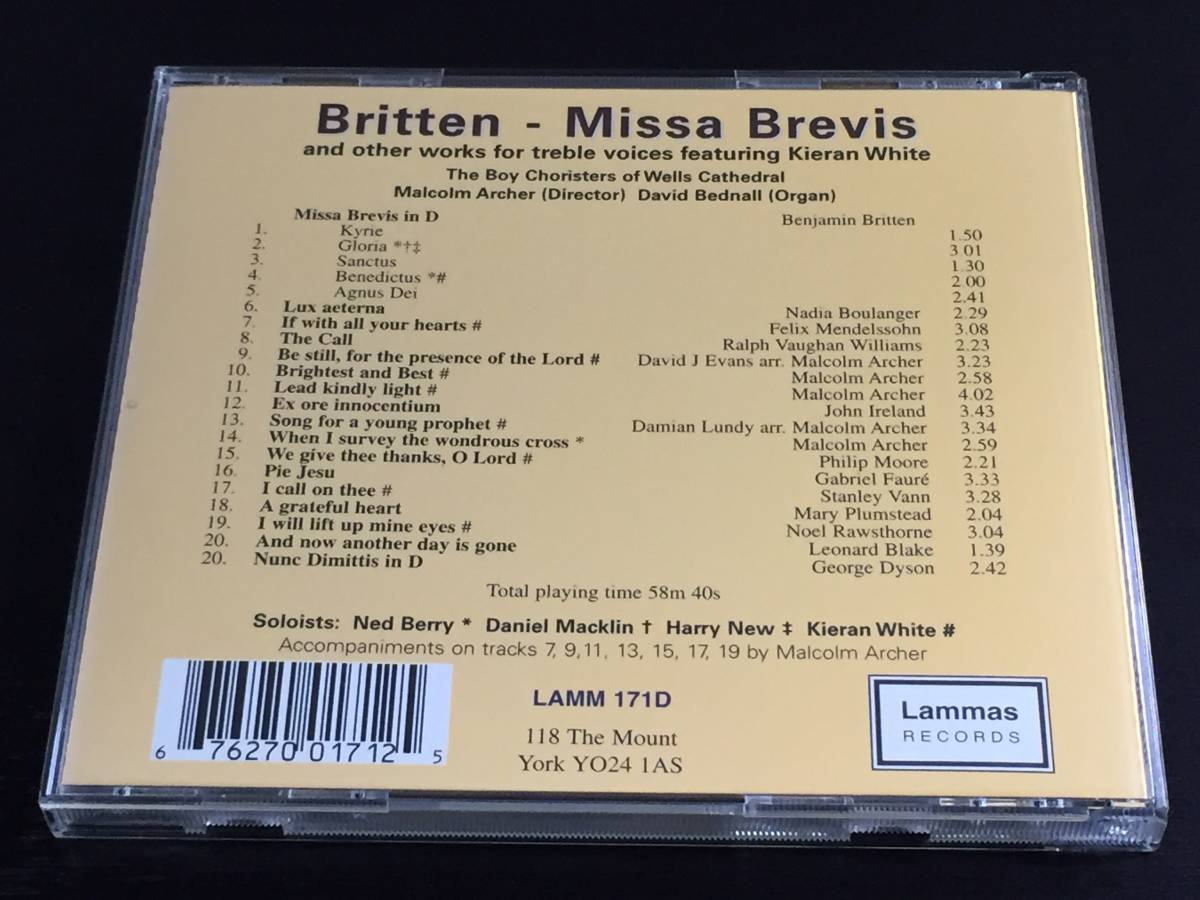 Britten - Missa Brevis
and other works for treble voices featuring Kieran White
The Boy Choristers of Wells Cathedral
Malcolm Archer (Director) David Bednall (Organ)
Missa Brevis in D Benjamin Britten
1. Kyrie 1.50
2. Gloria *†‡ 3 01
3. Sanctus 1.30
4. Benedictus *# 2.00
5. Agnus Dei 2.41
6. Lux aeterna Nadia Boulanger 2.29
7. If with all your hearts # Felix Mendelssohn 3.08
8. The Call Ralph Vaughan Williams 2.23
9. Be still, for the presence of the Lord # David J Evans arr. Malcolm Archer 3.23
10. Brightest and Best # Malcolm Archer 2.58
11. Lead kindly light # Malcolm Archer 4.02
12. Ex ore innocentium John Ireland 3.43
13. Song for a young prophet # Damian Lundy arr. Malcolm Archer 3.34
14. When I survey the wondrous cross * Malcolm Archer 2.59
15. We give thee thanks, O Lord # Philip Moore 2.21
16. Pie Jesu Gabriel Fauré 3.33
17. I call on thee # Stanley Vann 3.28
18. A grateful heart Mary Plumstead 2.04
19. I will lift up mine eyes # Noel Rawsthorne 3.04
20. And now another day is gone Leonard Blake 1.39
20. Nunc Dimittis in D George Dyson 2.42
Total playing time 58m 40s
Soloists: Ned Berry * Daniel Macklin † Harry New ‡ Kieran White #
Accompaniments on tracks 7, 9,11, 13, 15, 17, 19 by Malcolm Archer
6 76270 01712 5
LAMM 171D
118 The Mount
York YO24 1AS
Lammas
RECORDS